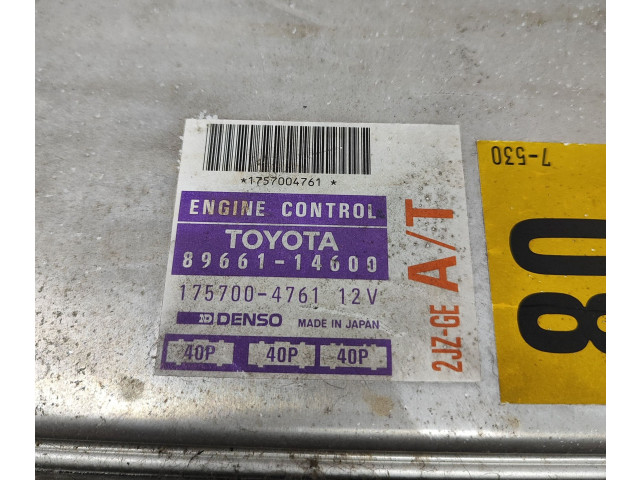 *1757004761 *
ENGINE CONTROL
TOYOTA
89661-14600
175700-4761 12V
DENSO MADE IN JAPAN
40P 40P 40P
2JZ-GE A/T
7-530
80